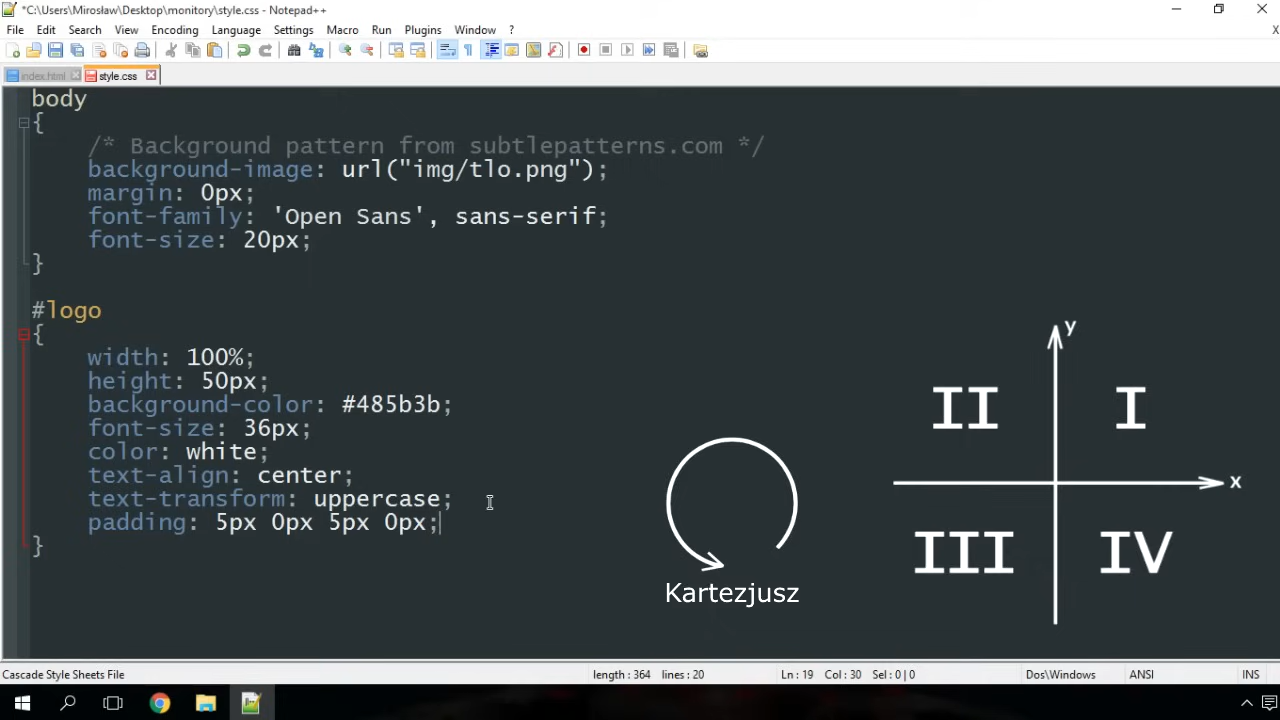 *C:\Users\Mirosław\Desktop\monitory\style.css - Notepad++
File Edit Search View Encoding Language Settings Macro Run Plugins Window ?
X
index.html style.css
body
{
/* Background pattern from subtlepatterns.com */
background-image: url("img/tlo.png");
margin: 0px;
font-family: 'Open Sans', sans-serif;
font-size: 20px;
}
#logo
{
width: 100%;
height: 50px;
background-color: #485b3b;
font-size: 36px;
color: white;
text-align: center;
text-transform: uppercase;
padding: 5px 0px 5px 0px;
}
Kartezjusz
y
II I
x
III IV
Cascade Style Sheets File length : 364 lines : 20 Ln : 19 Col : 30 Sel : 0 | 0 Dos\Windows ANSI INS